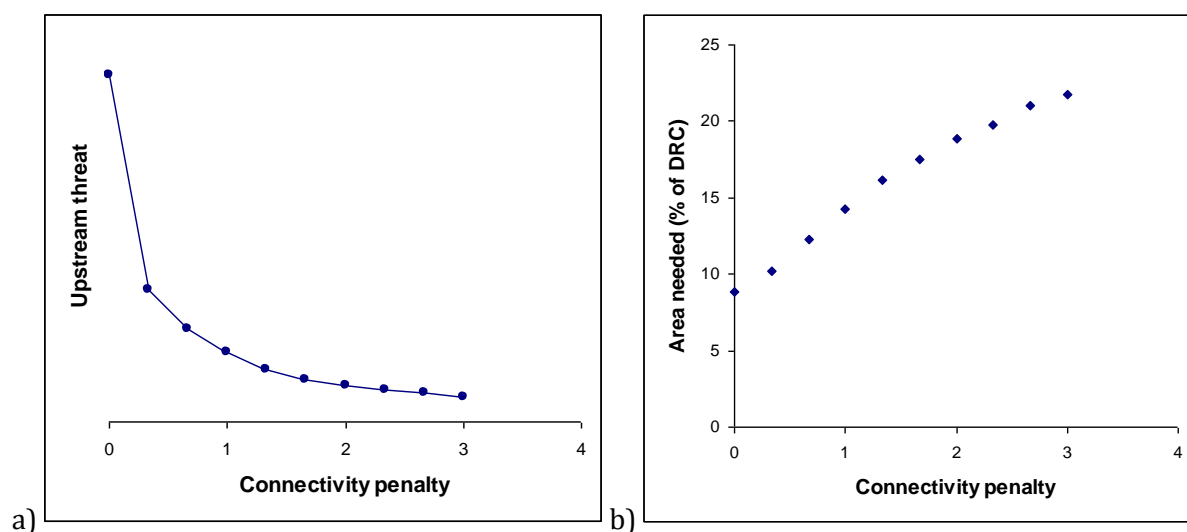 a)
Upstream threat
0 1 2 3 4
Connectivity penalty
b)
Area needed (% of DRC)
25
20
15
10
5
0
0 1 2 3 4
Connectivity penalty